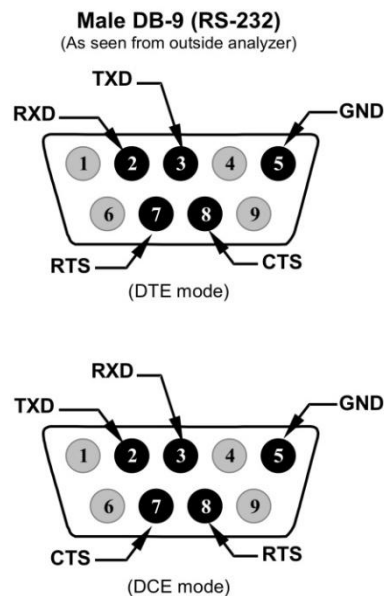 Male DB-9 (RS-232)
(As seen from outside analyzer)
TXD
RXD
GND
1 2 3 4 5
6 7 8 9
RTS
CTS
(DTE mode)
RXD
TXD
GND
1 2 3 4 5
6 7 8 9
CTS
RTS
(DCE mode)